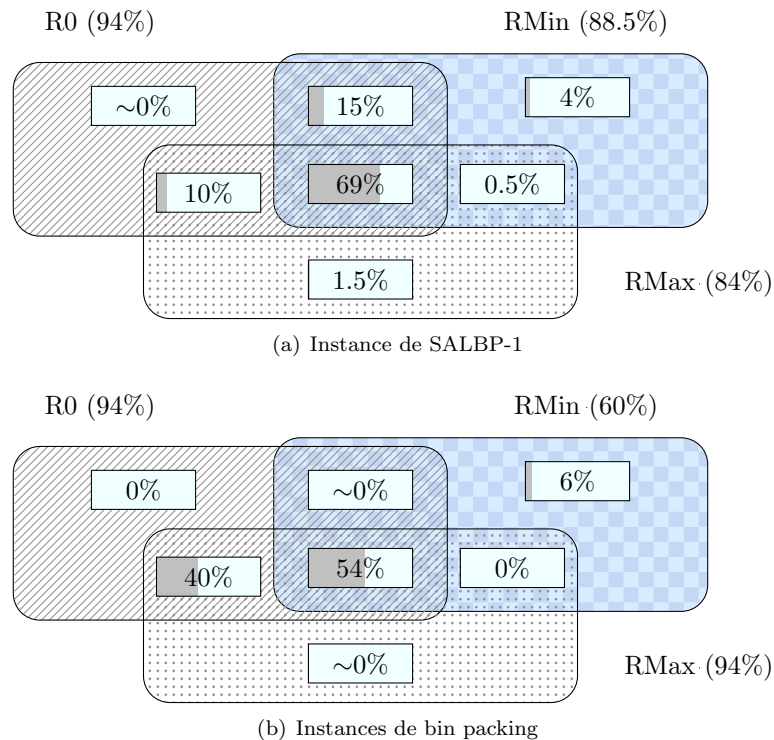 R0 (94%) RMin (88.5%)
~0% 15% 4%
10% 69% 0.5%
1.5%
RMax (84%)
(a) Instance de SALBP-1
R0 (94%) RMin (60%)
0% ~0% 6%
40% 54% 0%
~0%
RMax (94%)
(b) Instances de bin packing